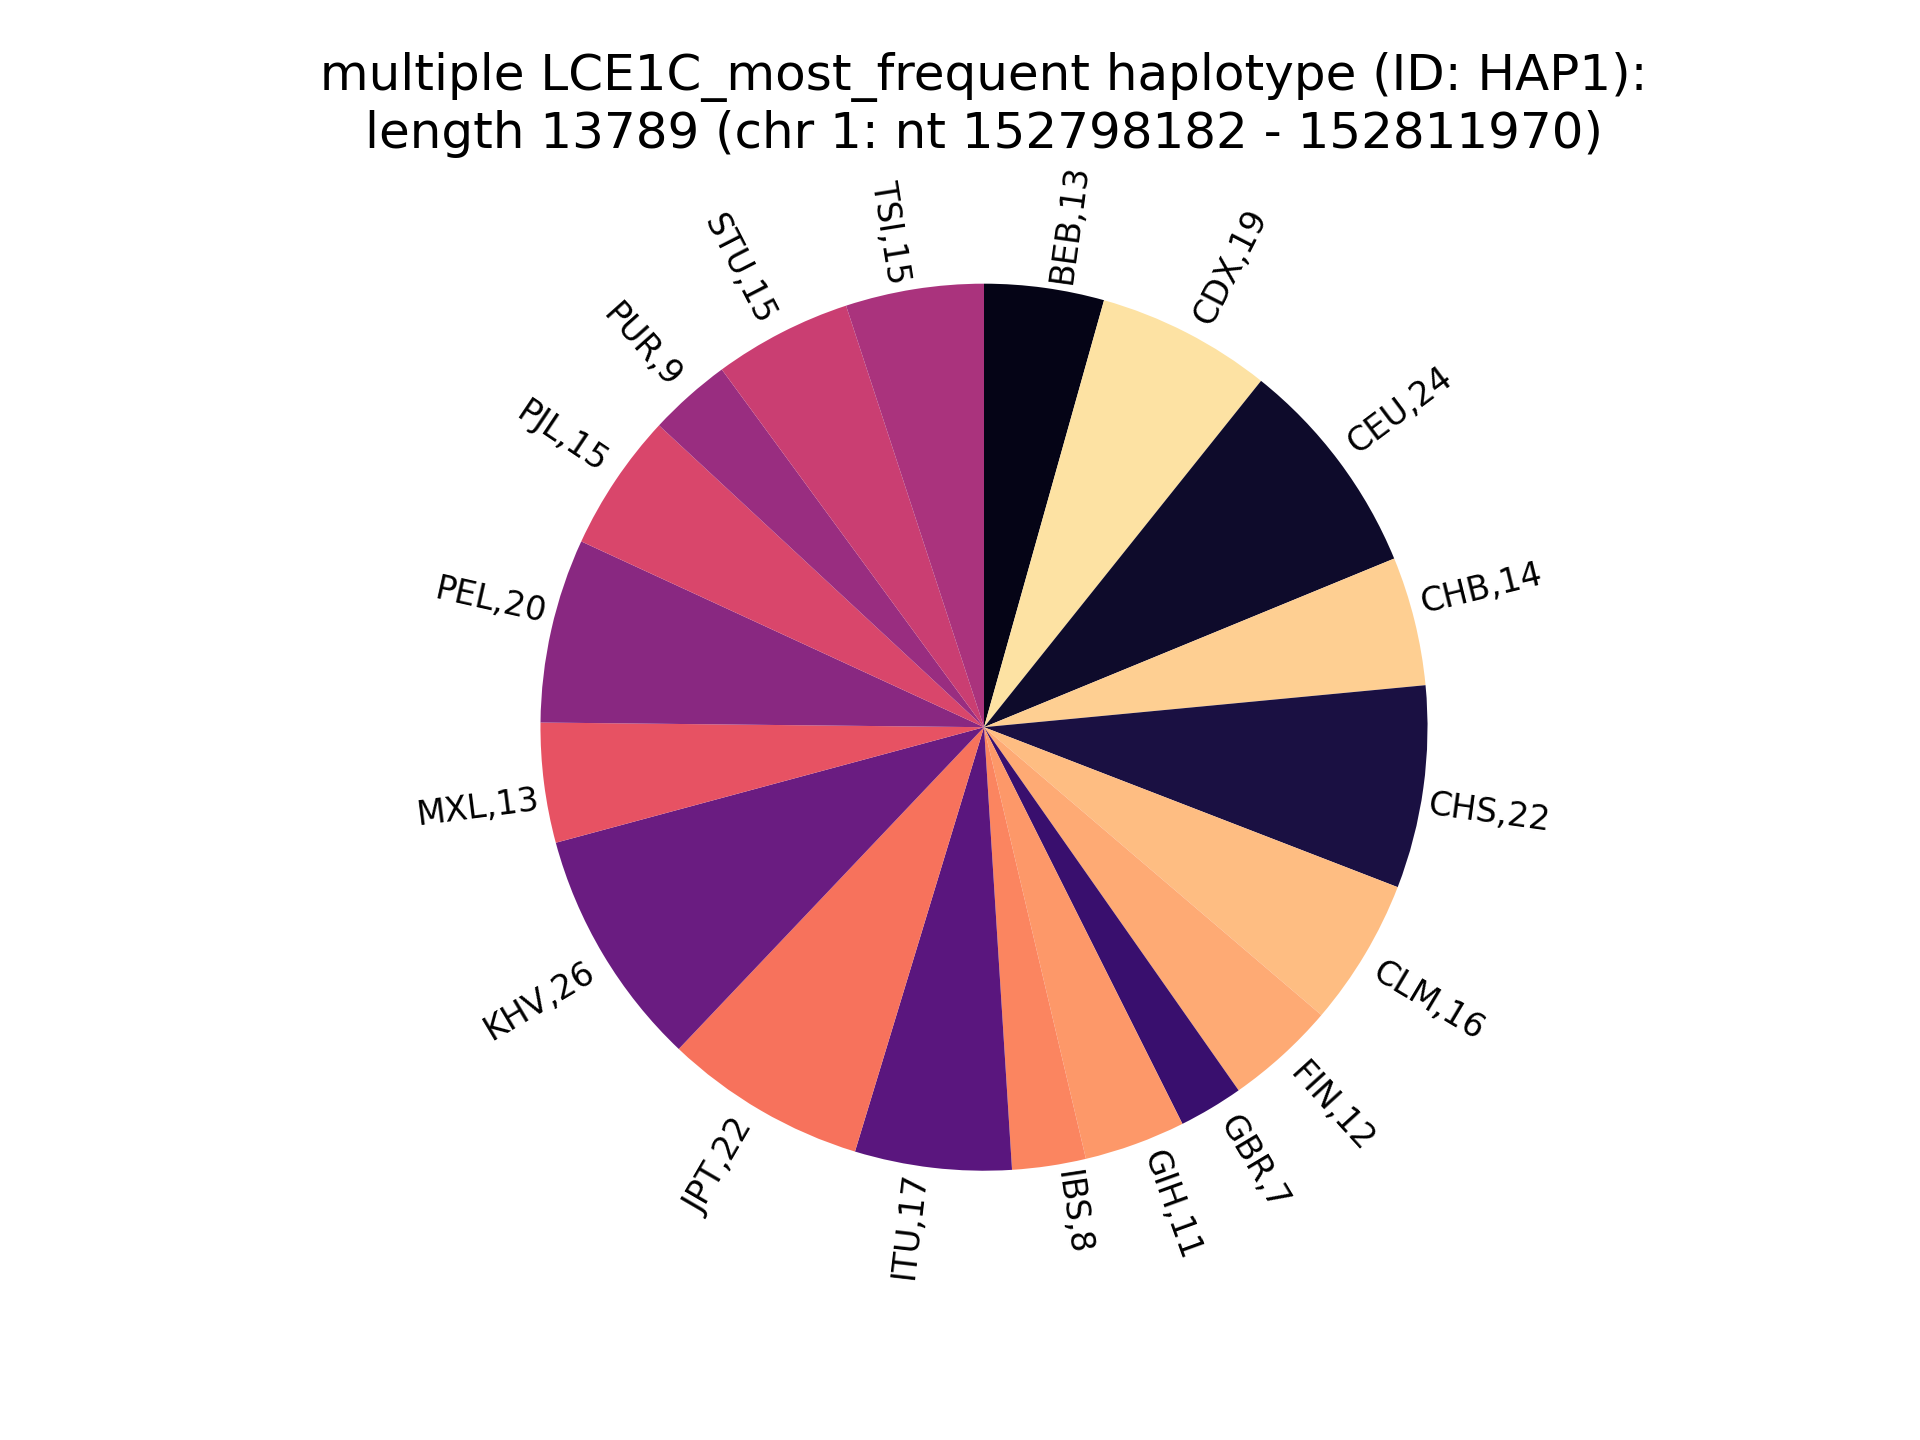 multiple LCE1C_most_frequent haplotype (ID: HAP1):
length 13789 (chr 1: nt 152798182 - 152811970)
BEB,13
CDX,19
CEU,24
CHB,14
CHS,22
CLM,16
FIN,12
GBR,7
GIH,11
IBS,8
ITU,17
JPT,22
KHV,26
MXL,13
PEL,20
PJL,15
PUR,9
STU,15
TSI,15